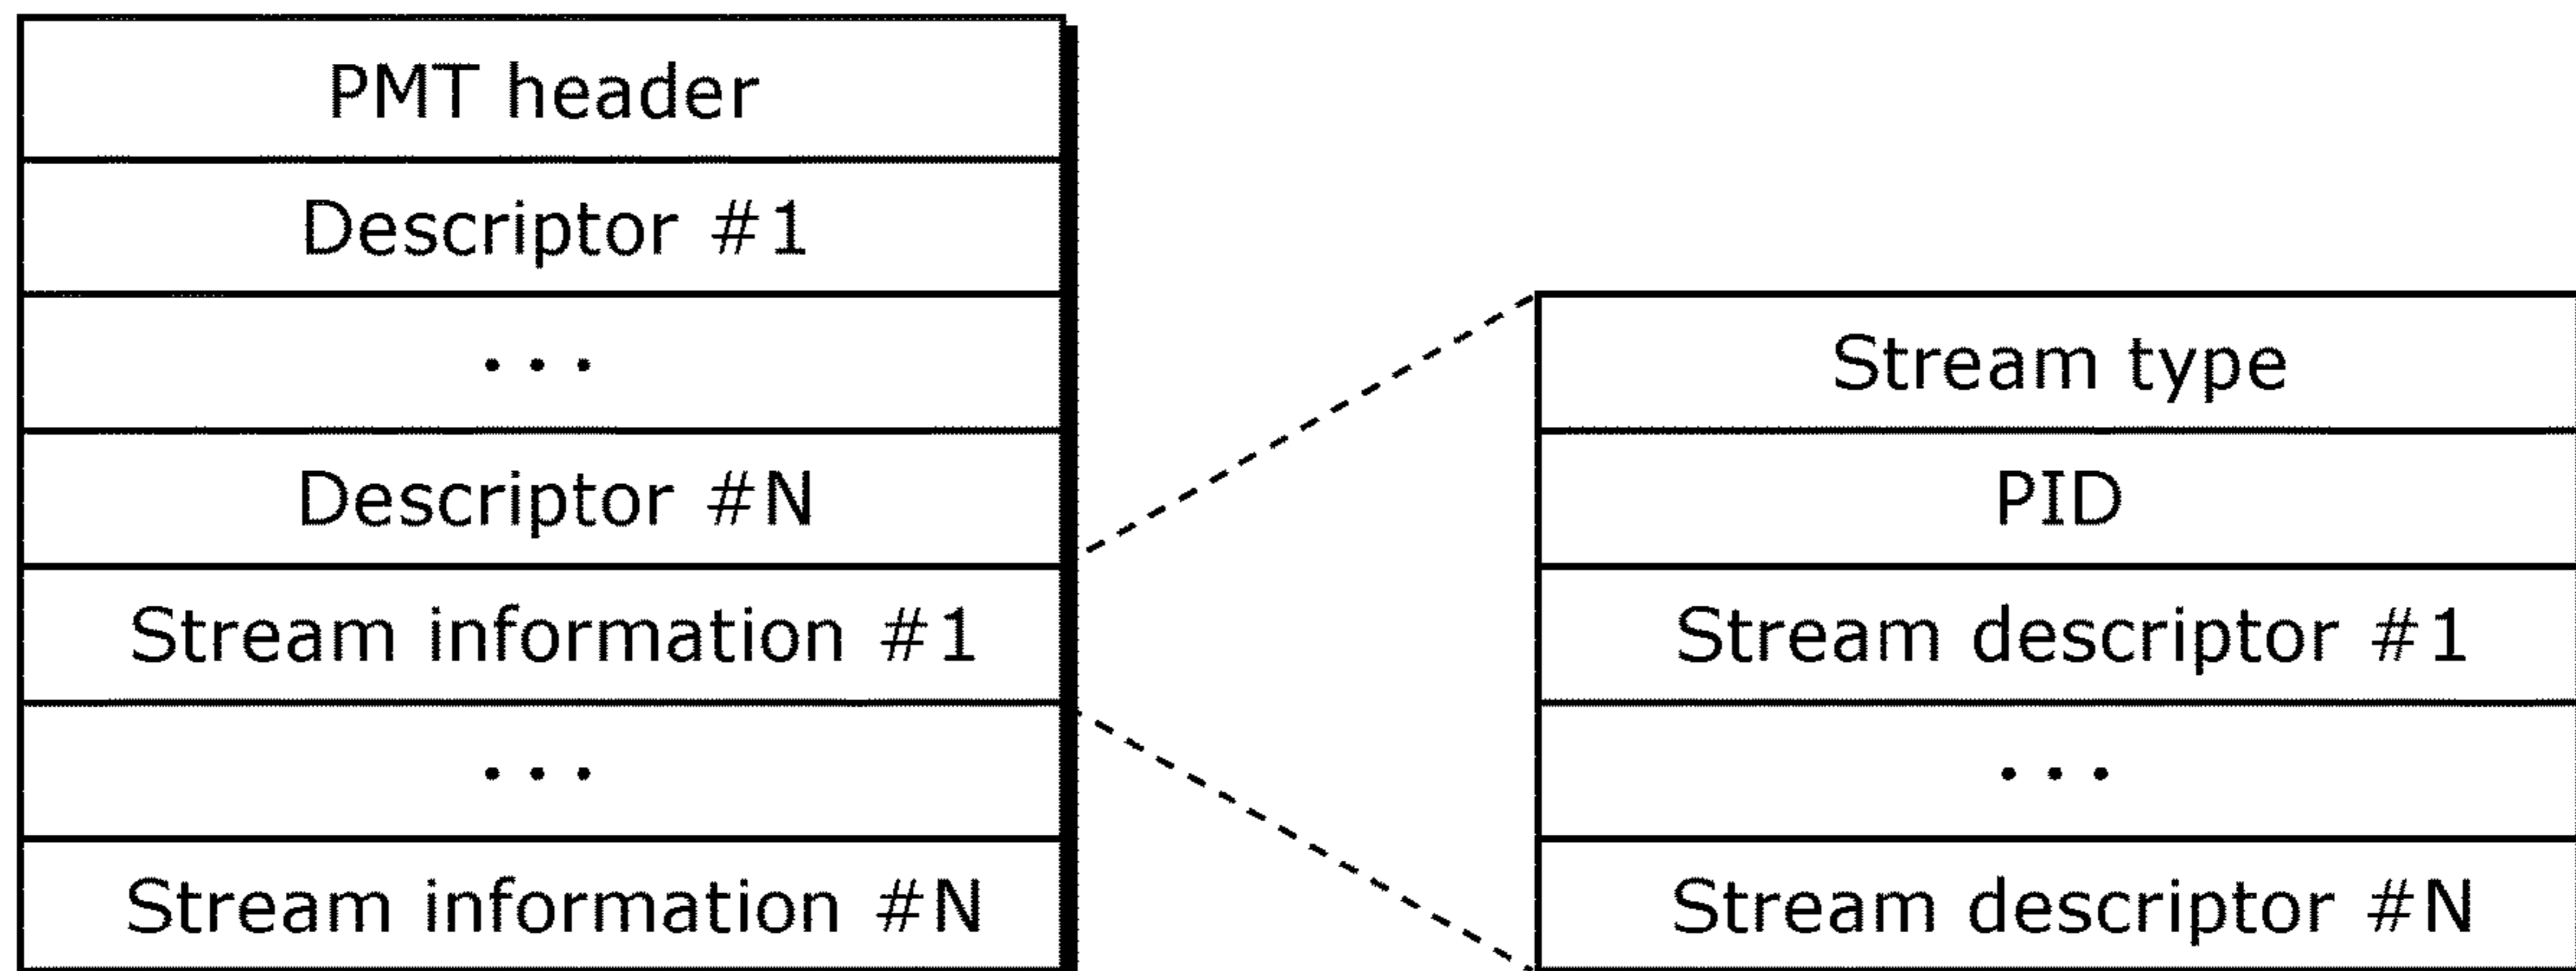 PMT header
Descriptor #1
...
Descriptor #N
Stream information #1
...
Stream information #N
Stream type
PID
Stream descriptor #1
...
Stream descriptor #N